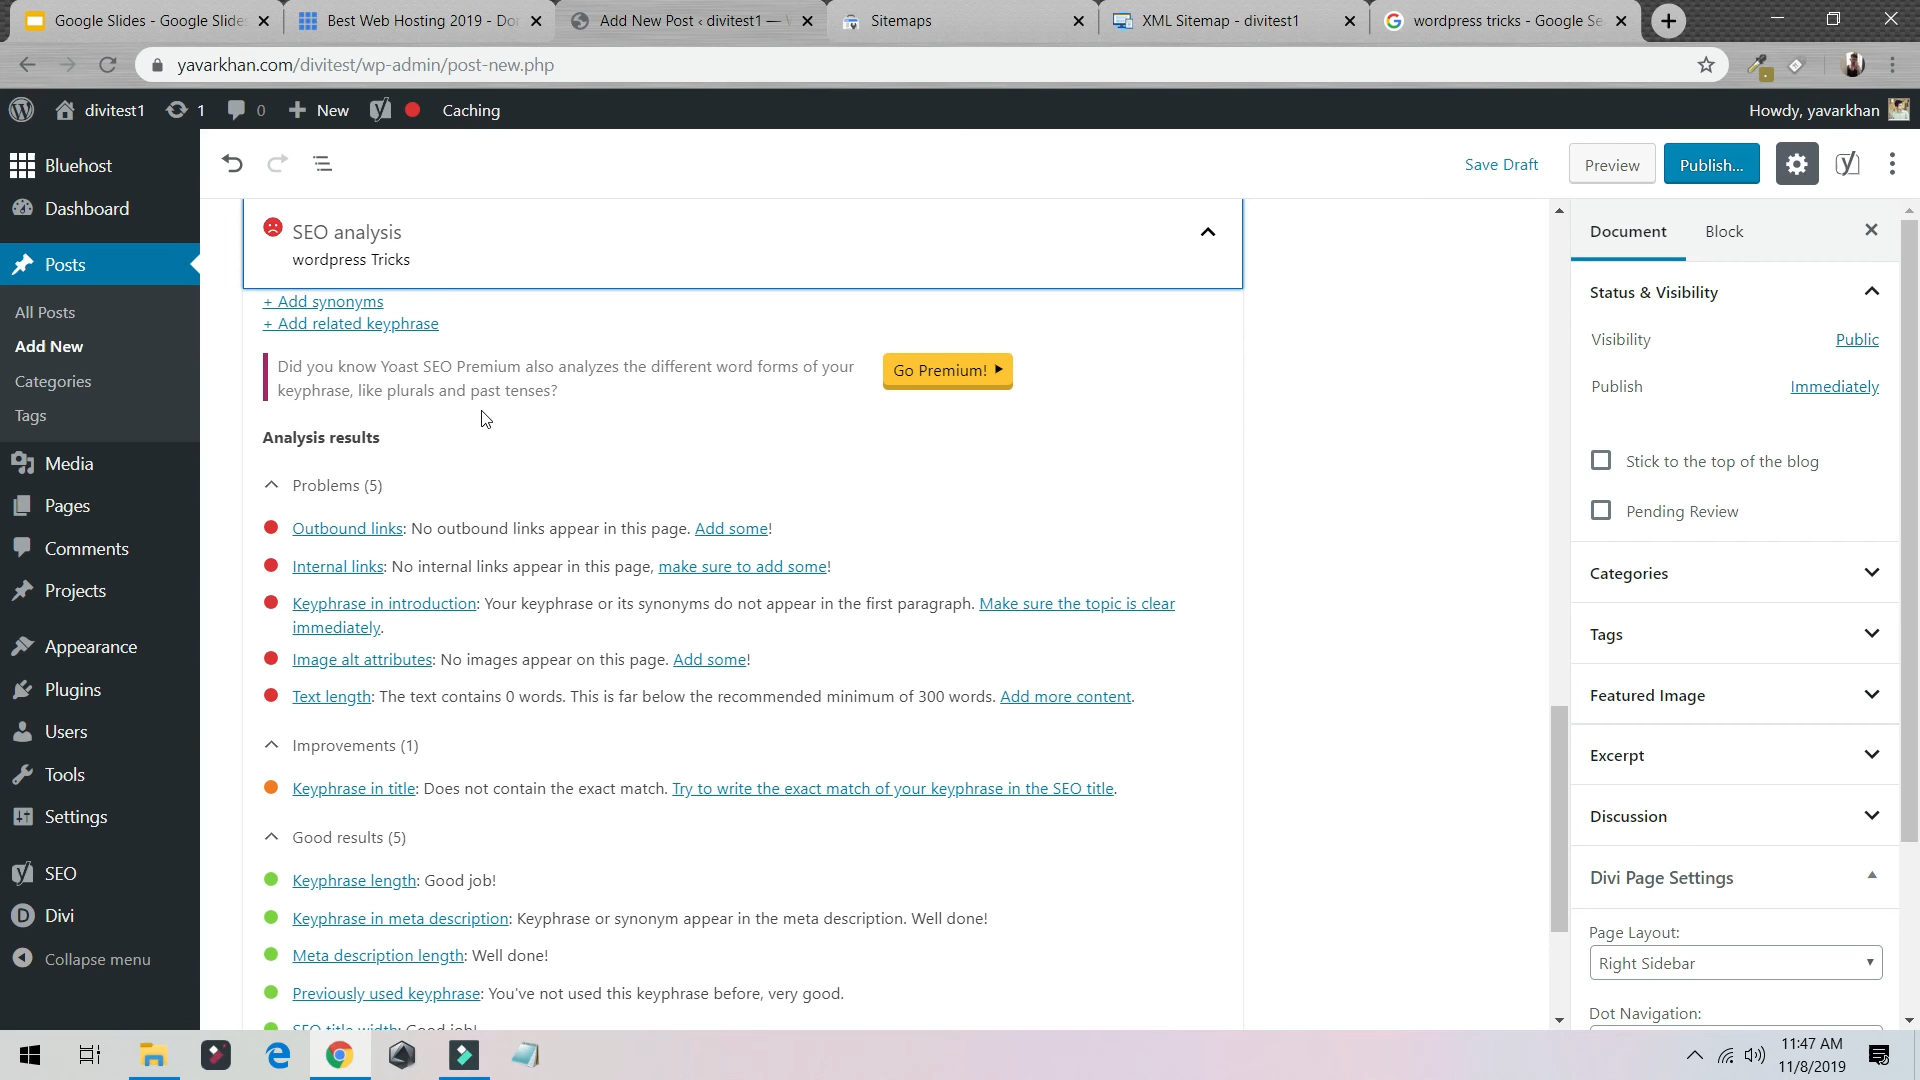 Google Slides - Google Slide
Best Web Hosting 2019 - Do
Add New Post ‹ divitest1 —
Sitemaps
XML Sitemap - divitest1
wordpress tricks - Google Se
yavarkhan.com/divitest/wp-admin/post-new.php
divitest1
1
0
New
Caching
Howdy, yavarkhan
Bluehost
Dashboard
Posts
All Posts
Add New
Categories
Tags
Media
Pages
Comments
Projects
Appearance
Plugins
Users
Tools
Settings
SEO
Divi
Collapse menu
Save Draft
Preview
Publish...
SEO analysis
wordpress Tricks
+ Add synonyms
+ Add related keyphrase
Did you know Yoast SEO Premium also analyzes the different word forms of your
keyphrase, like plurals and past tenses?
Go Premium!
Analysis results
Problems (5)
Outbound links: No outbound links appear in this page. Add some!
Internal links: No internal links appear in this page, make sure to add some!
Keyphrase in introduction: Your keyphrase or its synonyms do not appear in the first paragraph. Make sure the topic is clear
immediately.
Image alt attributes: No images appear on this page. Add some!
Text length: The text contains 0 words. This is far below the recommended minimum of 300 words. Add more content.
Improvements (1)
Keyphrase in title: Does not contain the exact match. Try to write the exact match of your keyphrase in the SEO title.
Good results (5)
Keyphrase length: Good job!
Keyphrase in meta description: Keyphrase or synonym appear in the meta description. Well done!
Meta description length: Well done!
Previously used keyphrase: You've not used this keyphrase before, very good.
SEO title width: Good job!
Document
Block
Status & Visibility
Visibility
Public
Publish
Immediately
Stick to the top of the blog
Pending Review
Categories
Tags
Featured Image
Excerpt
Discussion
Divi Page Settings
Page Layout:
Right Sidebar
Dot Navigation:
11:47 AM
11/8/2019